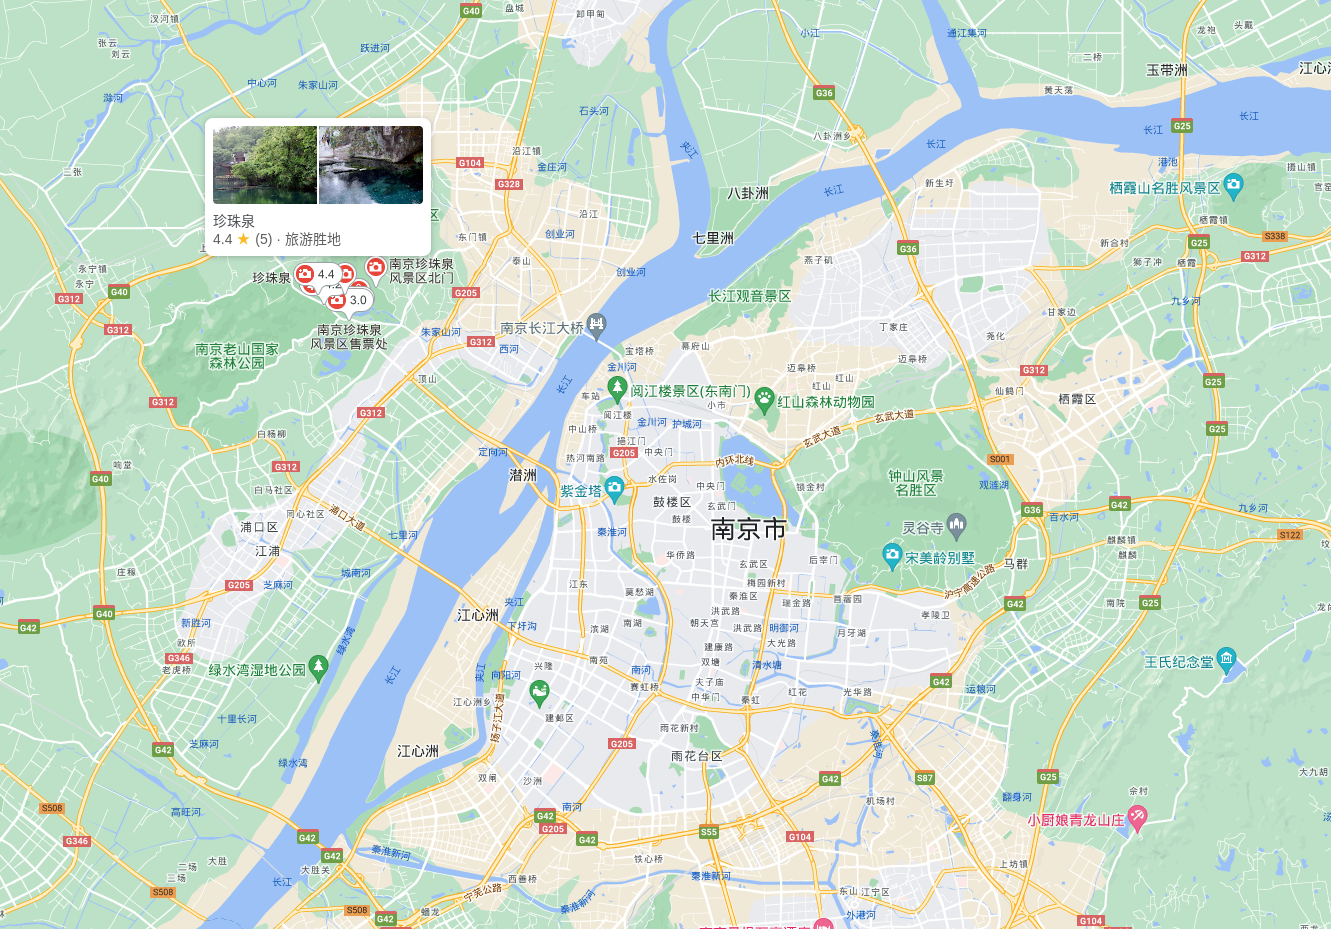 盘城
卸甲甸
G40
汊河镇
张云
刘云
跃进河
小江
通江集河
龙袍
头戴
二桥
玉带洲
江心洲
中心河
朱家山河
滁河
石头河
G36
黄天荡
长江
G25
长江
八卦洲乡
长江
夹江
港池
摄山镇
沿江镇
G104
金庄河
三张
G328
新生圩
长江
八卦洲
栖霞山名胜风景区
沿江
栖霞镇
珍珠泉
4.4 ★ (5) · 旅游胜地
区
东门镇
创业河
七里洲
G36
新合村
G25
S338
G312
泰山
燕子矶
狮子冲
栖霞
永宁镇
永宁
珍珠泉
4.4
南京珍珠泉
风景区北门
创业河
G40
G312
3.0
G205
长江观音景区
九乡河
甘家边
G312
南京珍珠泉
风景区售票处
朱家山河
南京长江大桥
丁家庄
尧化
G312
西河
宝塔桥
幕府山
南京老山国家
森林公园
金川河
迈皋桥
迈皋桥
G312
顶山
长江
车站
阅江楼景区(东南门)
红山
红山
仙鹤门
G25
栖霞区
G312
G312
阅江楼
小市
红山森林动物园
玄武大道
金川河
护城河
中山桥
玄武大道
G25
白杨柳
挹江门
G205
中央门
定向河
热河南路
内环北线
响堂
G312
S001
G40
潜洲
水佐岗
中央门
锁金村
钟山风景
名胜区
观涟湖
白马社区
紫金塔
鼓楼区
玄武门
G42
九乡河
同心社区
浦口大道
鼓楼
南京市
G36
百水河
浦口区
秦淮河
灵谷寺
七里河
麒麟镇
S122
江浦
华侨路
麒麟
玄武区
后宰门
宋美龄别墅
马群
庄稼
城南河
G205
芝麻河
江东
莫愁湖
梅园新村
沪宁高速公路
秦淮区
瑞金路
苜蓿园
G42
G25
南院
G40
夹江
江心洲
洪武路
孝陵卫
G42
新胜河
下圩沟
滨湖
南湖
朝天宫
洪武路
明御河
月牙湖
绿水湾
欧所
建康路
大光路
G346
老虎桥
绿水湾湿地公园
长江
夹江
向阳河
兴隆
南苑
南河
双塘
清水塘
王氏纪念堂
赛虹桥
夫子庙
中华门
秦虹
红花
光华路
G42
运粮河
江心洲乡
扬子江大道
建邺区
十里长河
雨花新村
芝麻河
G42
江心洲
G205
雨花台区
秦淮河
绿水湾
双闸
沙洲
G42
S87
G25
大九胡
余村
翻身河
机场村
S508
高旺河
南河
小厨娘青龙山庄
G42
G205
G42
S55
G104
G346
G42
G42
秦淮新河
铁心桥
上坊镇
大胜
二场
三场
大胜关
长江
西善桥
秦淮新河
S508
宁芜公路
秦淮新河
东山
江宁区
S508
蟠龙
G42
外港河
G104